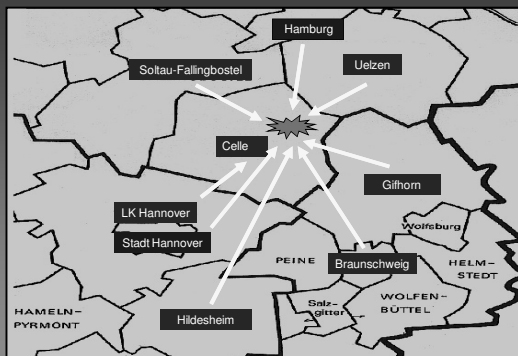 Hamburg
Soltau-Fallingbostel
Uelzen
Celle
Gifhorn
LK Hannover
Stadt Hannover
Wolfsburg
PEINE
Braunschweig
HELM-
STEDT
HAMELN-
PYRMONT
Hildesheim
Salz-
gitter
WOLFEN-
BÜTTEL